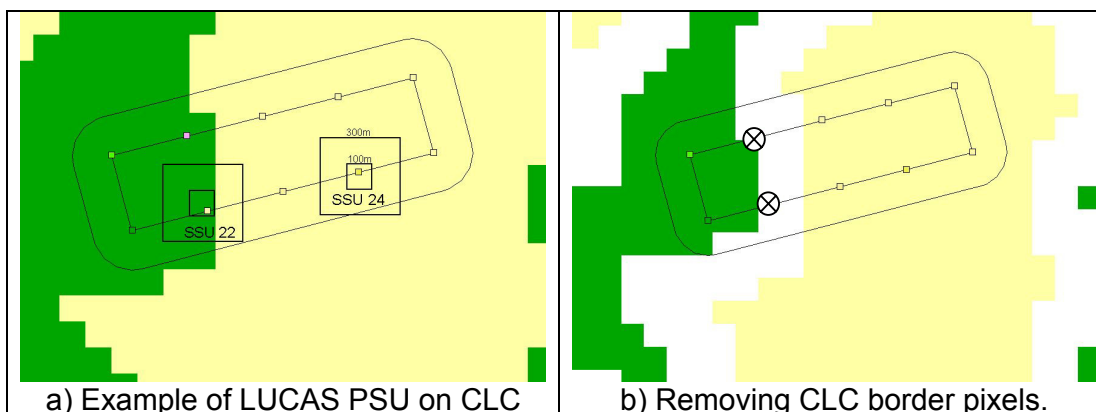 300m
100m
SSU 24
SSU 22
a) Example of LUCAS PSU on CLC
b) Removing CLC border pixels.